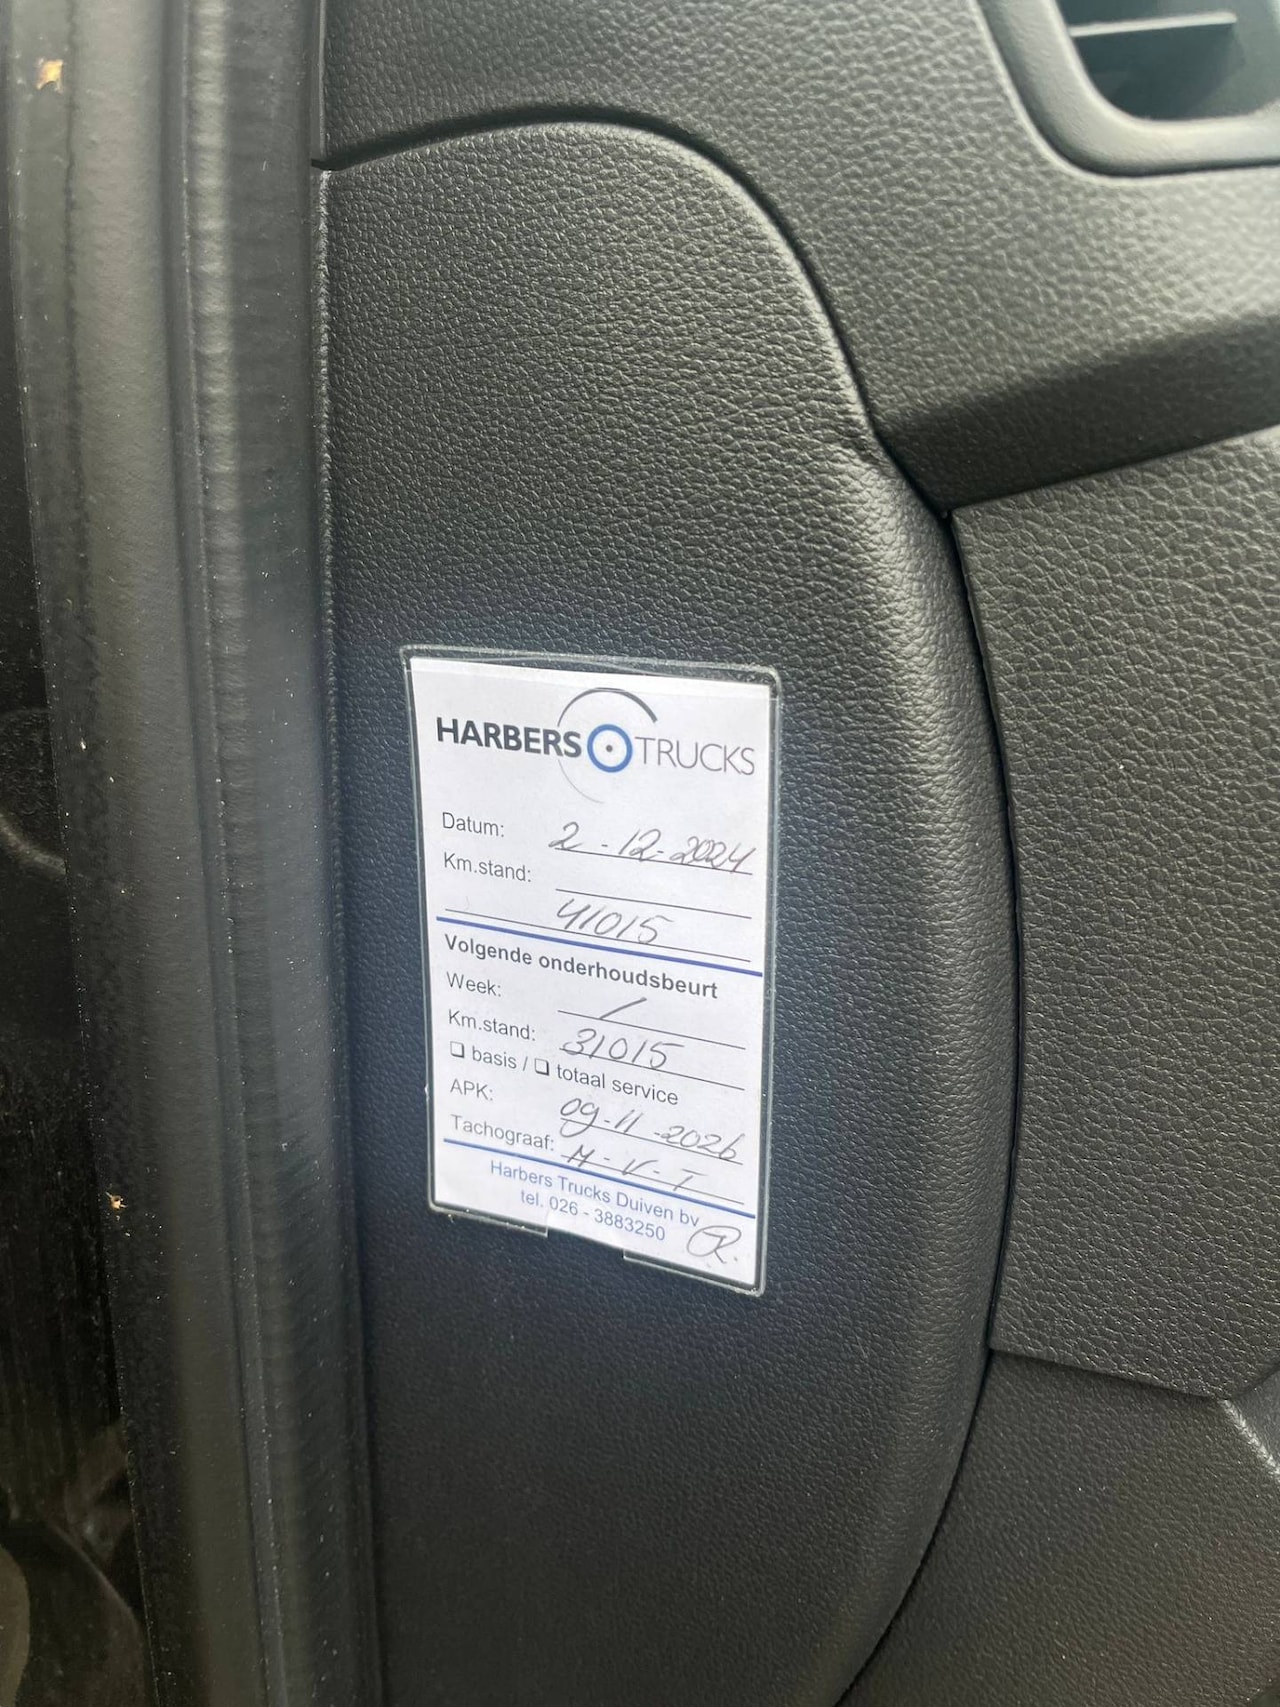 HARBERS TRUCKS
Datum: 2-12-2024
Km.stand:
41015
Volgende onderhoudsbeurt
Week: /
Km.stand: 31015
❑ basis / ❑ totaal service
APK: 09-11-2026
Tachograaf: M-V-T
Harbers Trucks Duiven bv
tel. 026 - 3883250